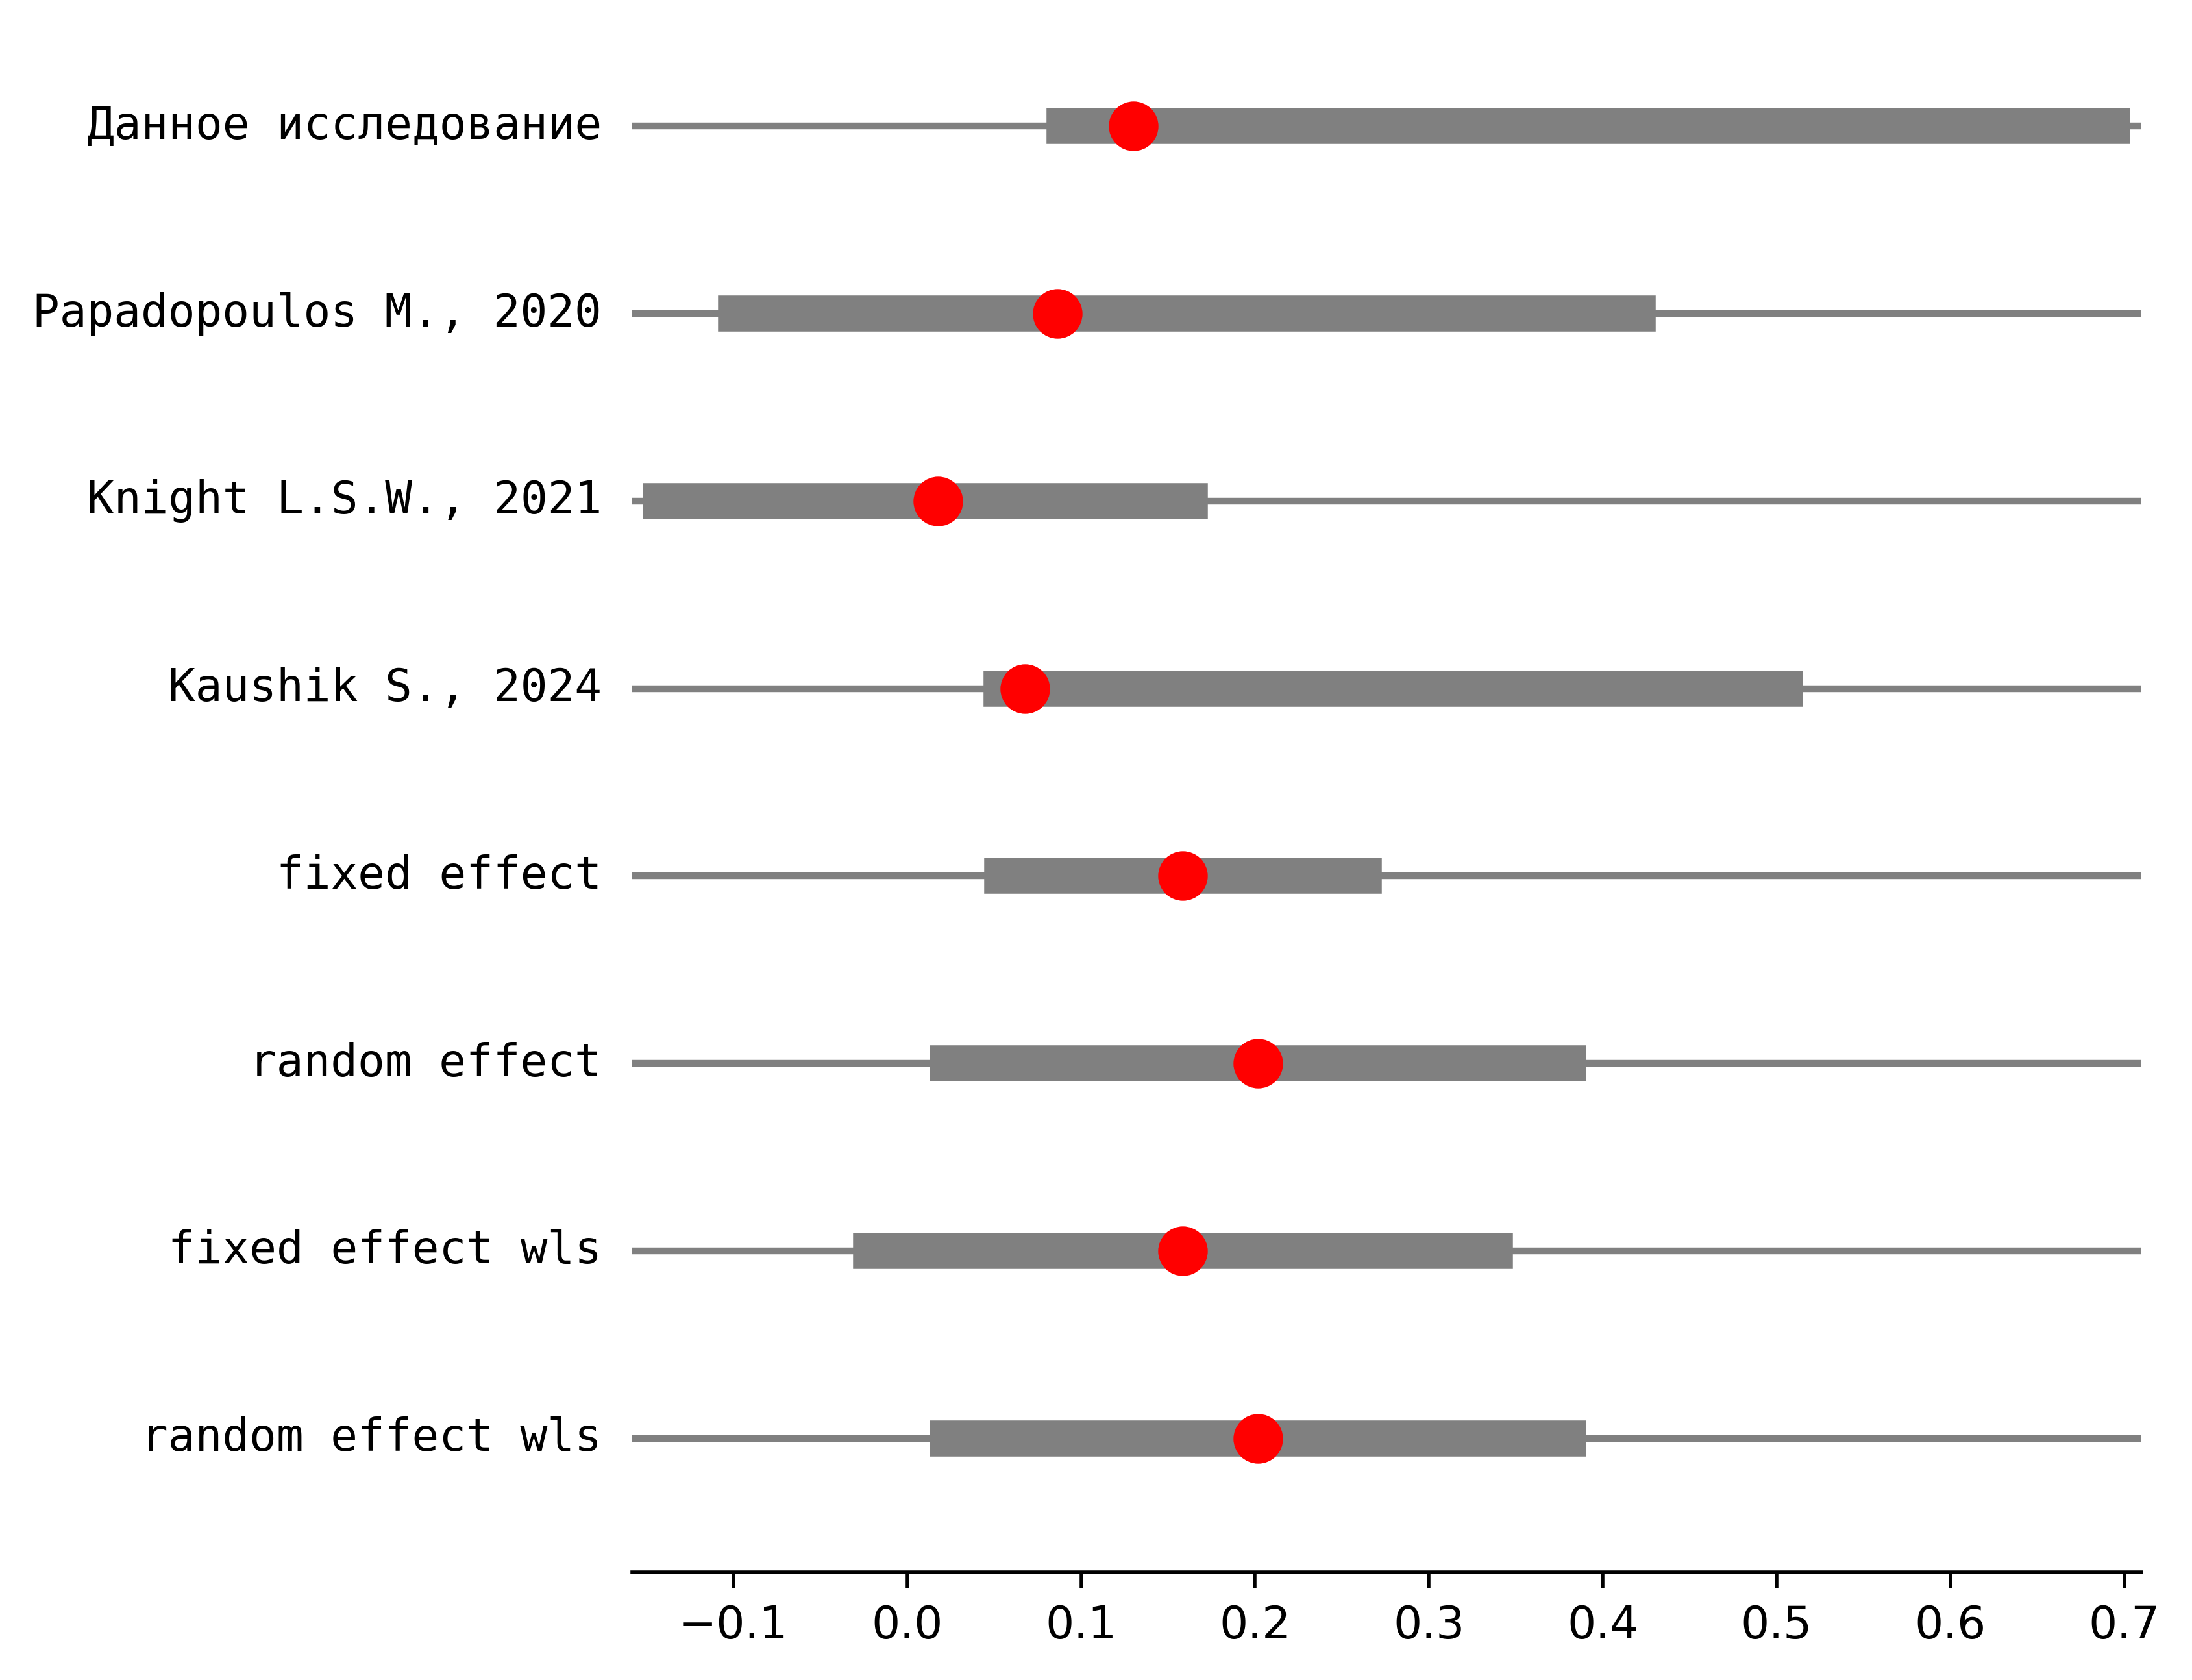 Данное исследование
Papadopoulos M., 2020
Knight L.S.W., 2021
Kaushik S., 2024
fixed effect
random effect
fixed effect wls
random effect wls
−0.1 0.0 0.1 0.2 0.3 0.4 0.5 0.6 0.7